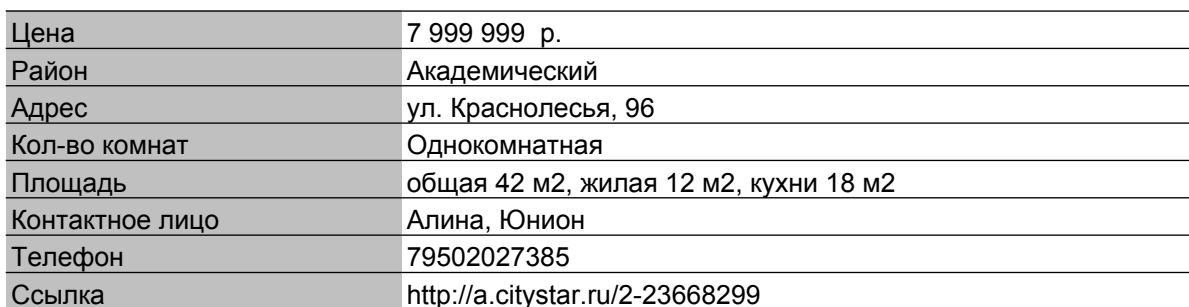 Цена 7 999 999 р.
Район Академический
Адрес ул. Краснолесья, 96
Кол-во комнат Однокомнатная
Площадь общая 42 м2, жилая 12 м2, кухни 18 м2
Контактное лицо Алина, Юнион
Телефон 79502027385
Ссылка http://a.citystar.ru/2-23668299